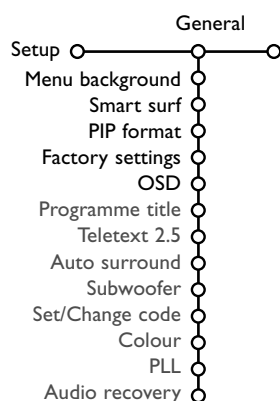 General
Setup
Menu background
Smart surf
PIP format
Factory settings
OSD
Programme title
Teletext 2.5
Auto surround
Subwoofer
Set/Change code
Colour
PLL
Audio recovery